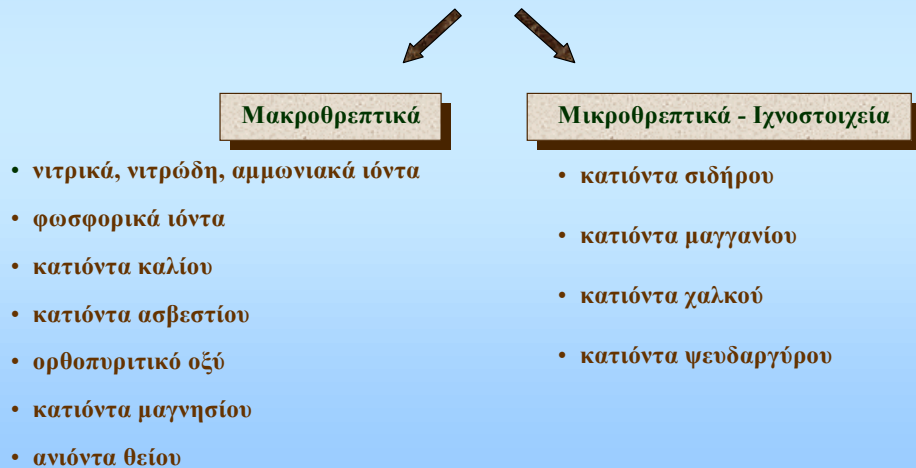 Μακροθρεπτικά
• νιτρικά, νιτρώδη, αμμωνιακά ιόντα
• φωσφορικά ιόντα
• κατιόντα καλίου
• κατιόντα ασβεστίου
• ορθοπυριτικό οξύ
• κατιόντα μαγνησίου
• ανιόντα θείου
Μικροθρεπτικά - Ιχνοστοιχεία
• κατιόντα σιδήρου
• κατιόντα μαγγανίου
• κατιόντα χαλκού
• κατιόντα ψευδαργύρου